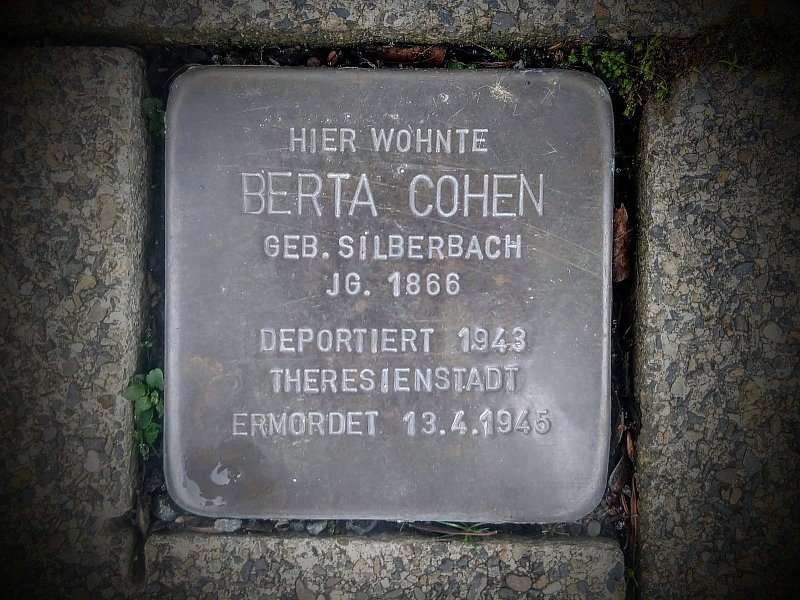 HIER WOHNTE
BERTA COHEN
GEB. SILBERBACH
JG. 1866
DEPORTIERT 1943
THERESIENSTADT
ERMORDET 13.4.1945